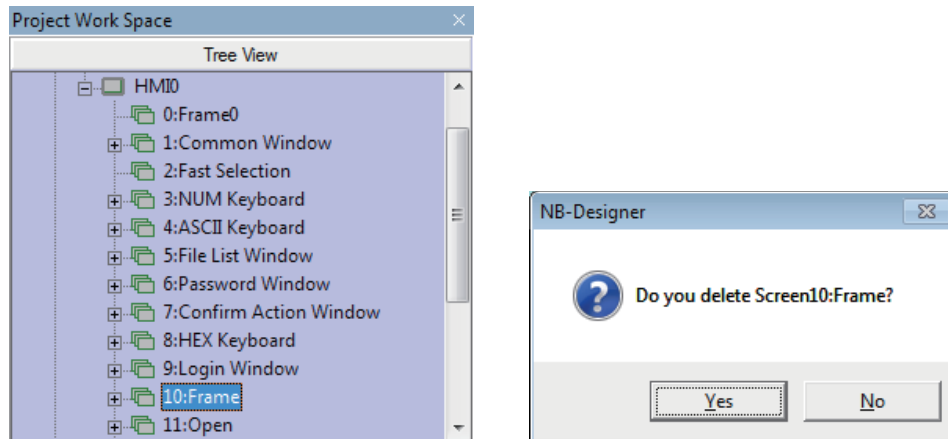 Project Work Space
Tree View
HMI0
0:Frame0
1:Common Window
2:Fast Selection
3:NUM Keyboard
4:ASCII Keyboard
5:File List Window
6:Password Window
7:Confirm Action Window
8:HEX Keyboard
9:Login Window
10:Frame
11:Open
NB-Designer
Do you delete Screen10:Frame?
Yes
No